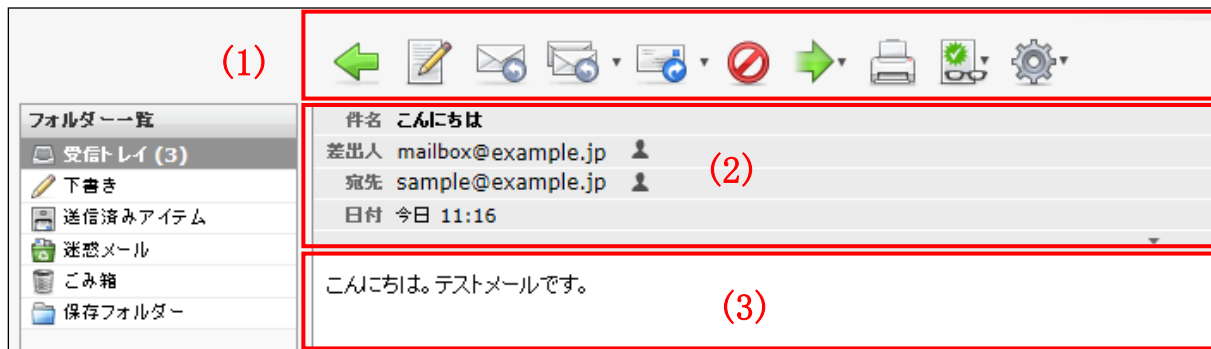 (1)
フォルダー一覧
受信トレイ (3)
下書き
送信済みアイテム
迷惑メール
ごみ箱
保存フォルダー
件名 こんにちは
差出人 mailbox@example.jp
宛先 sample@example.jp
日付 今日 11:16
(2)
こんにちは。テストメールです。
(3)